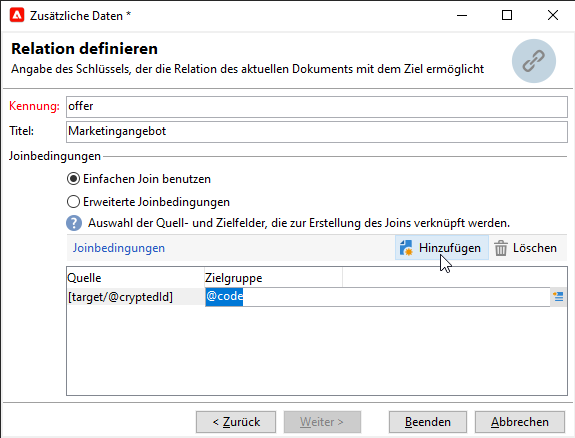 Zusätzliche Daten *
Relation definieren
Angabe des Schlüssels, der die Relation des aktuellen Dokuments mit dem Ziel ermöglicht
Kennung: offer
Titel: Marketingangebot
Joinbedingungen
Einfachen Join benutzen
Erweiterte Joinbedingungen
? Auswahl der Quell- und Zielfelder, die zur Erstellung des Joins verknüpft werden.
Joinbedingungen Hinzufügen Löschen
Quelle Zielgruppe
[target/@cryptedId] @code
< Zurück Weiter > Beenden Abbrechen